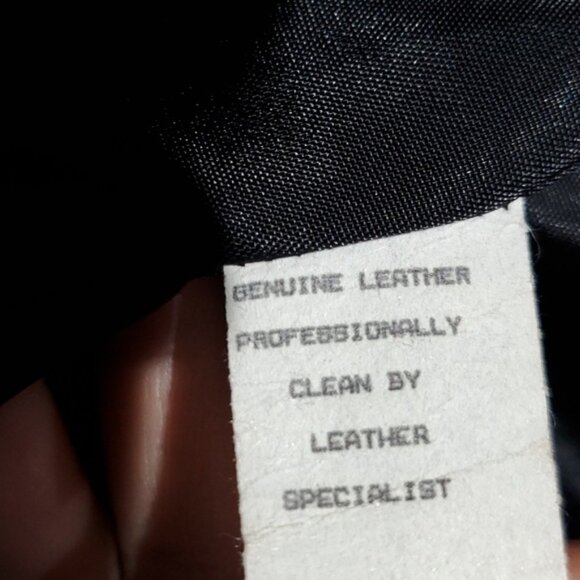 GENUINE LEATHER
PROFESSIONALLY
CLEAN BY
LEATHER
SPECIALIST